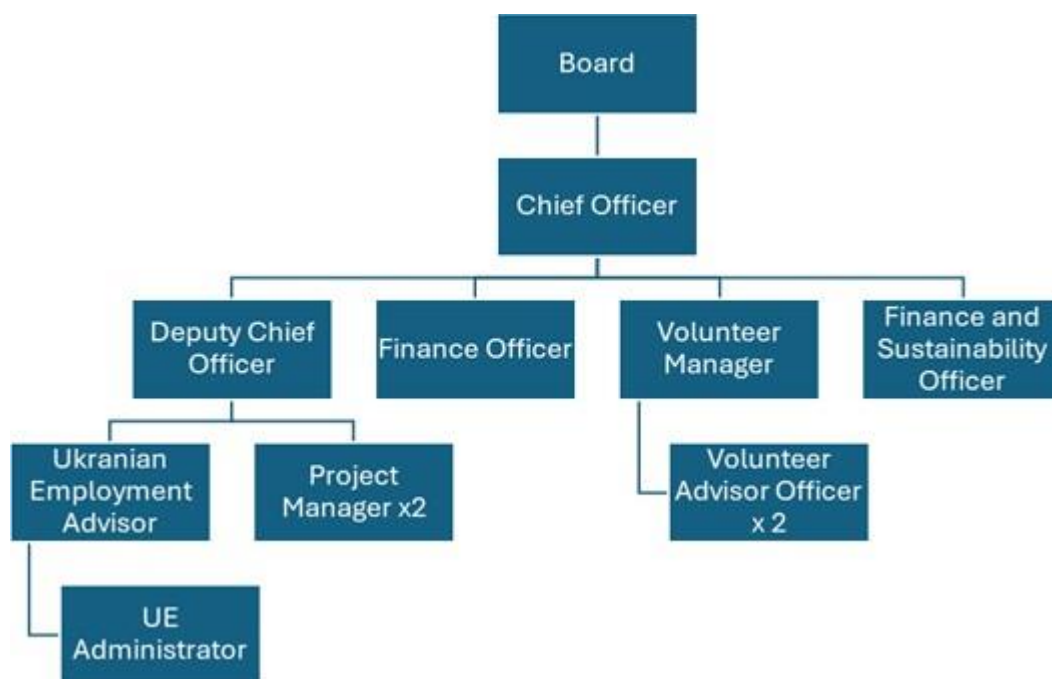 Board
Chief Officer
Deputy Chief
Officer
Finance Officer
Volunteer
Manager
Finance and
Sustainability
Officer
Ukranian
Employment
Advisor
Project
Manager x2
Volunteer
Advisor Officer
x 2
UE
Administrator